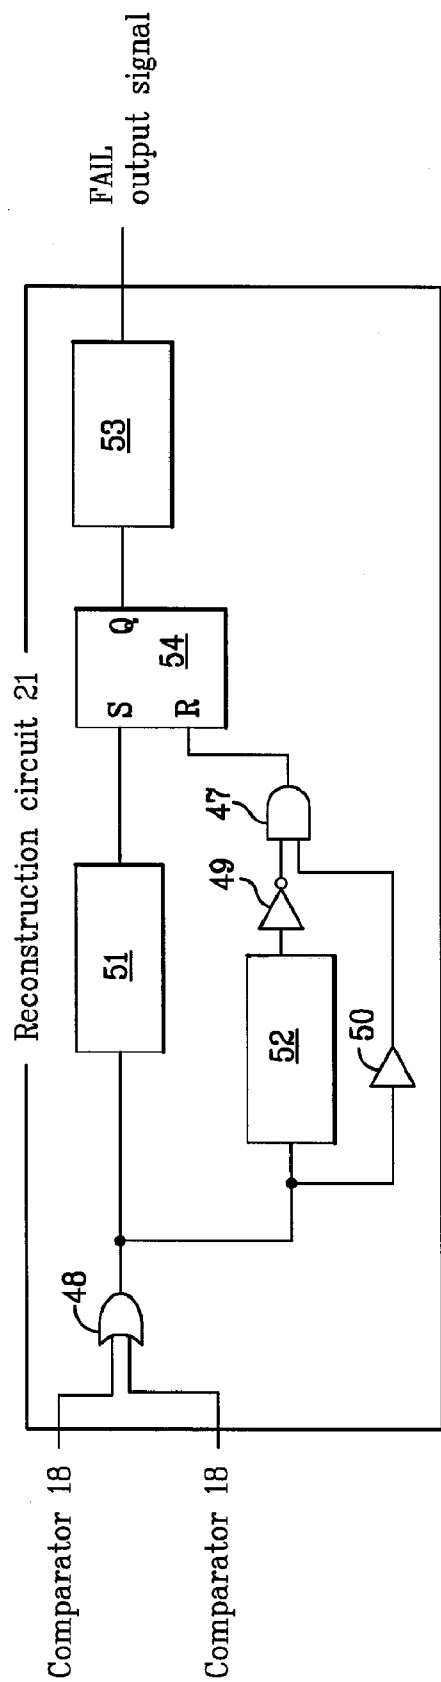 Reconstruction circuit 21
Comparator 18
Comparator 18
48
51
52
49
50
47
S
R
Q
54
53
FAIL
output signal